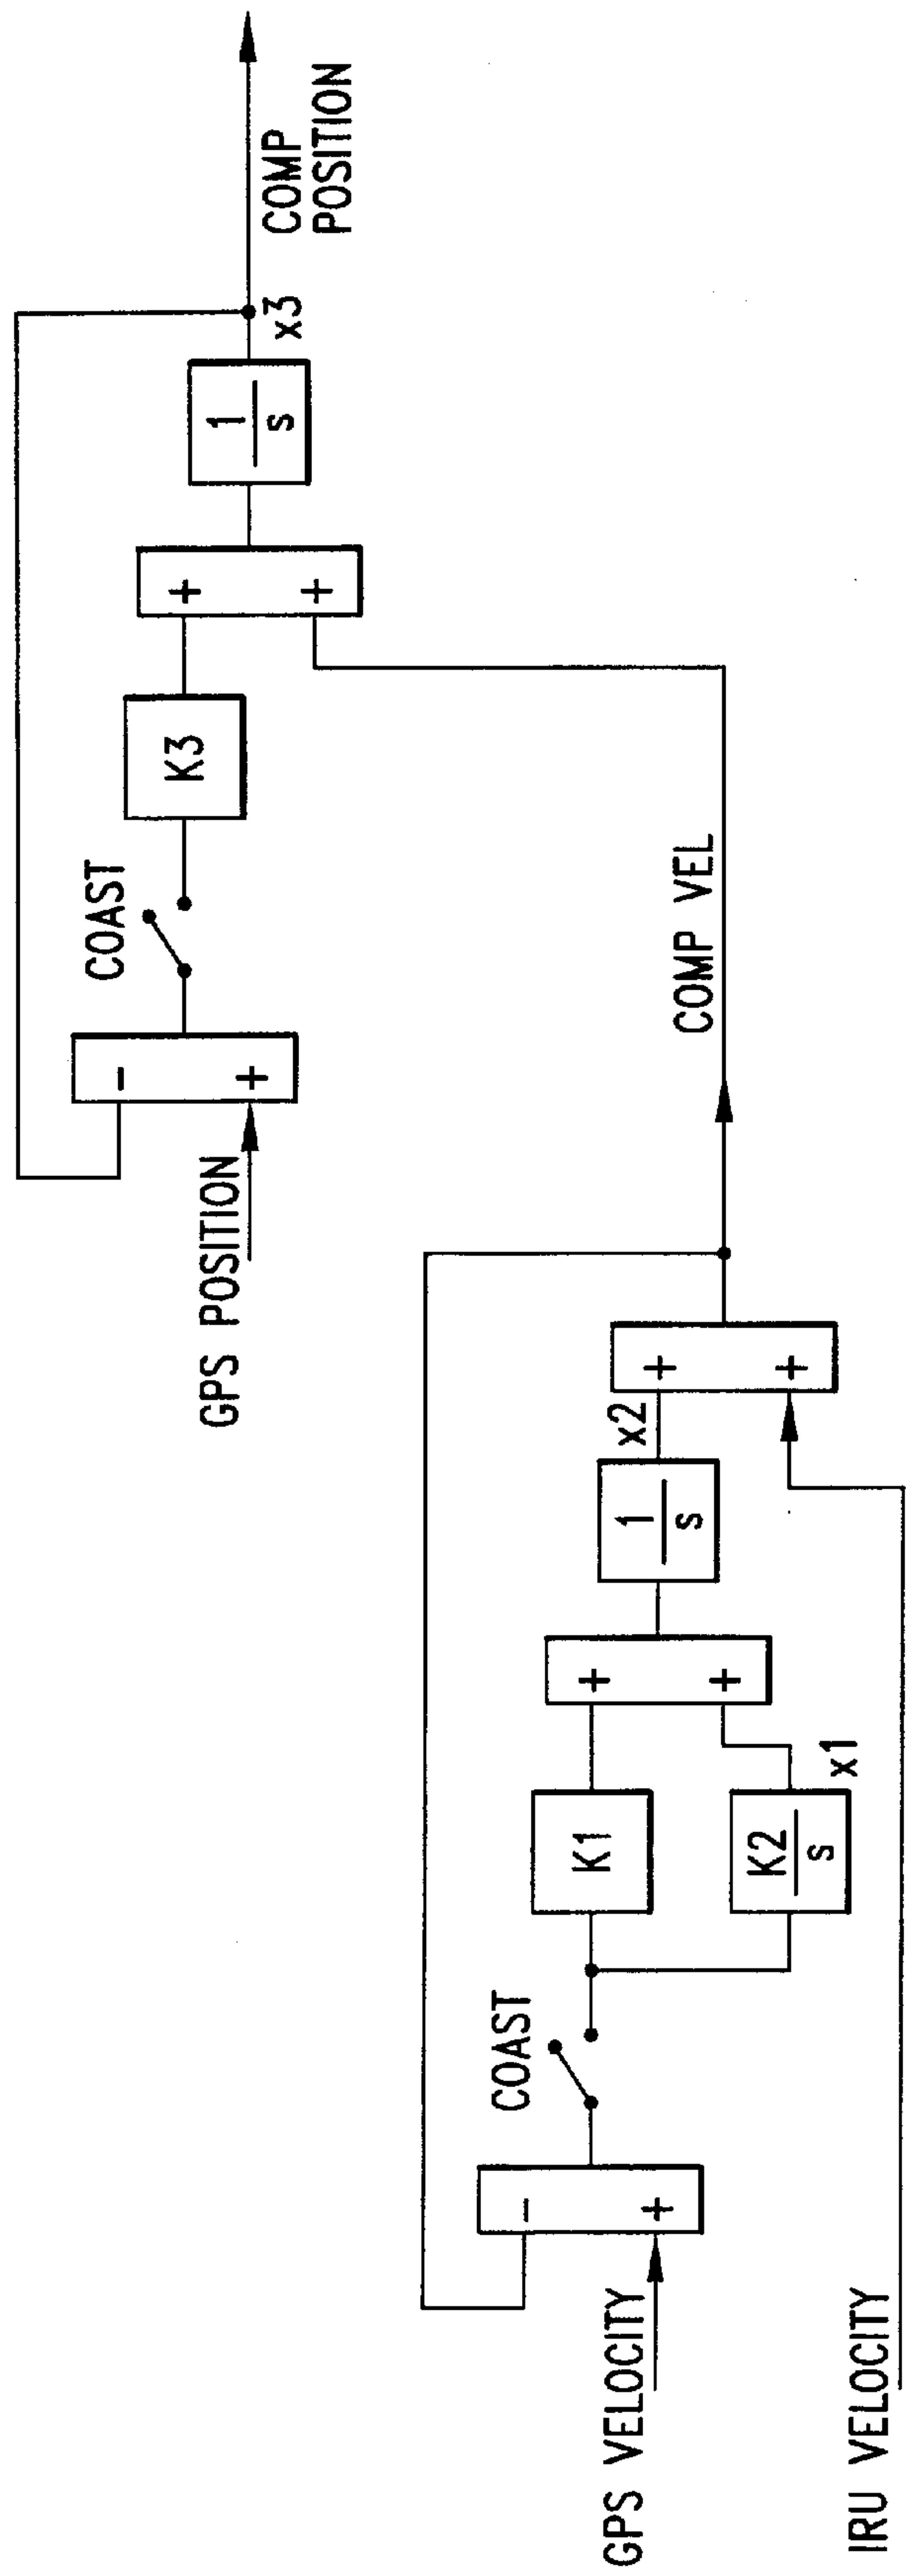 GPS VELOCITY
IRU VELOCITY
-
+
COAST
K1
K2
s
x1
+
+
1
s
x2
+
+
COMP VEL
GPS POSITION
-
+
COAST
K3
+
+
1
s
x3
COMP
POSITION